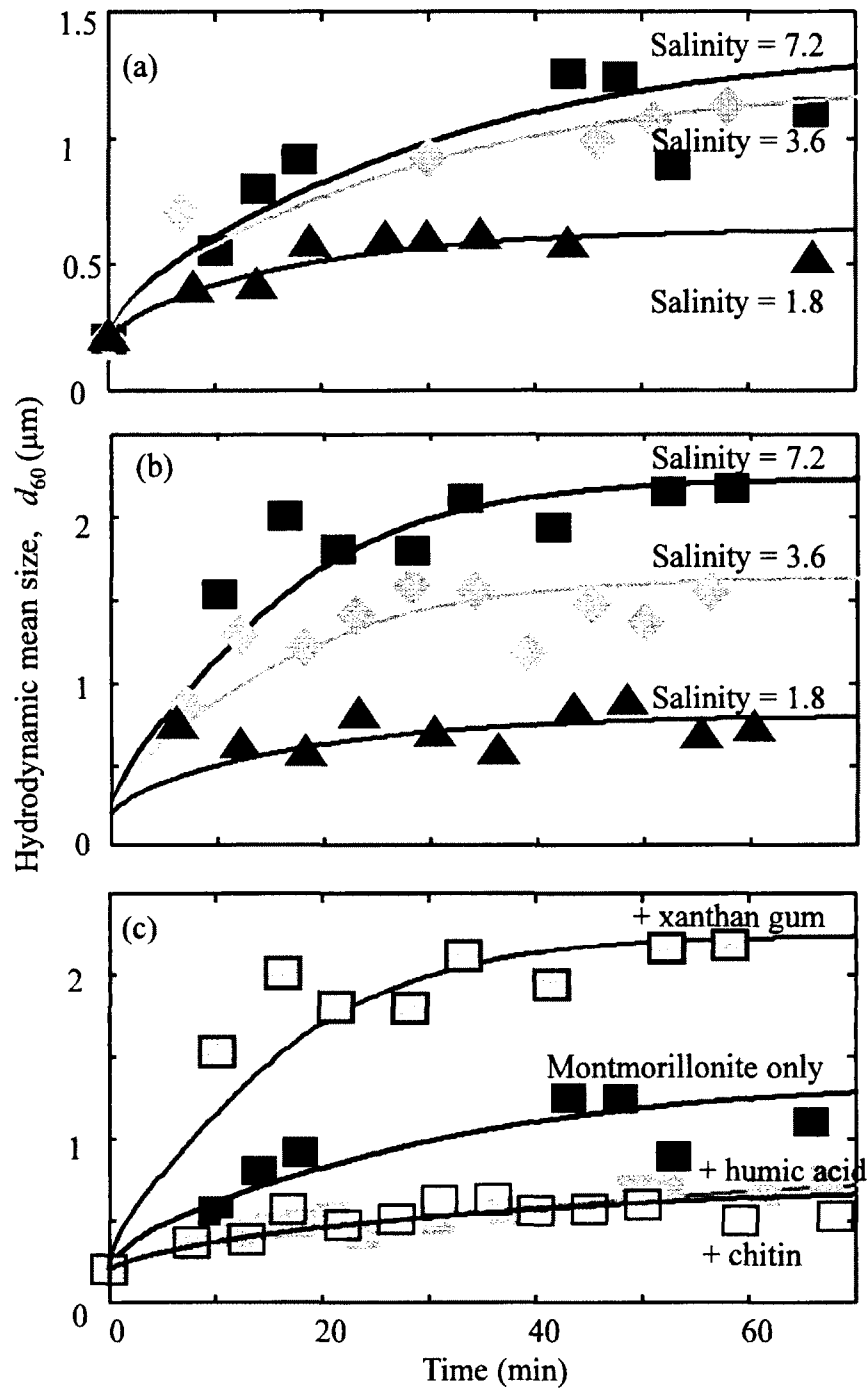 1.5
(a)
Salinity = 7.2
1
Salinity = 3.6
0.5
Salinity = 1.8
0
Hydrodynamic mean size, d60 (μm)
(b)
Salinity = 7.2
2
Salinity = 3.6
1
Salinity = 1.8
0
(c)
+ xanthan gum
2
Montmorillonite only
1
+ humic acid
+ chitin
0
0 20 40 60
Time (min)